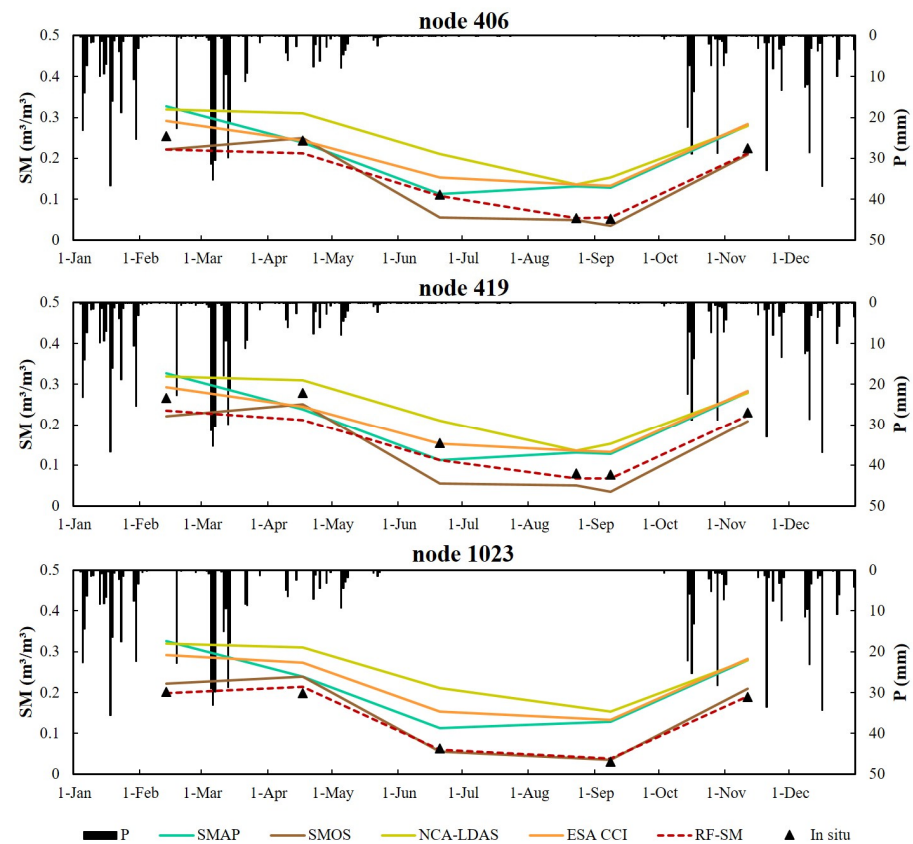 node 406
0.5
0.4
0.3
0.2
0.1
0
SM (m³/m³)
0
10
20
30
40
50
P (mm)
1-Jan 1-Feb 1-Mar 1-Apr 1-May 1-Jun 1-Jul 1-Aug 1-Sep 1-Oct 1-Nov 1-Dec
node 419
0.5
0.4
0.3
0.2
0.1
0
SM (m³/m³)
0
10
20
30
40
50
P (mm)
1-Jan 1-Feb 1-Mar 1-Apr 1-May 1-Jun 1-Jul 1-Aug 1-Sep 1-Oct 1-Nov 1-Dec
node 1023
0.5
0.4
0.3
0.2
0.1
0
SM (m³/m³)
0
10
20
30
40
50
P (mm)
1-Jan 1-Feb 1-Mar 1-Apr 1-May 1-Jun 1-Jul 1-Aug 1-Sep 1-Oct 1-Nov 1-Dec
P SMAP SMOS NCA-LDAS ESA CCI RF-SM In situ